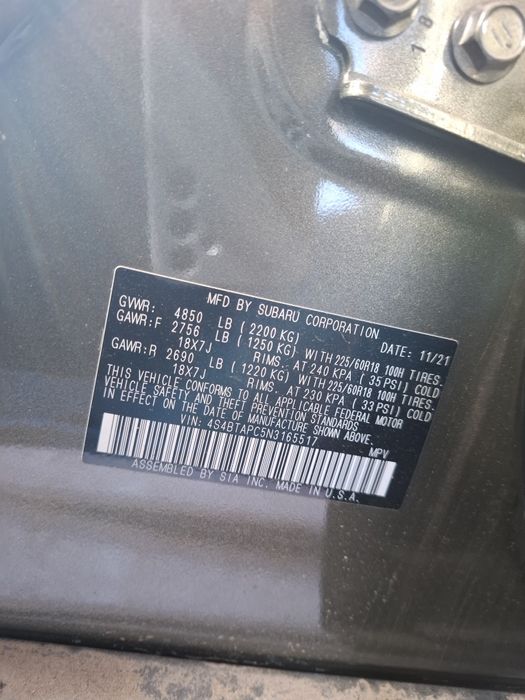 18
MFD BY SUBARU CORPORATION DATE: 11/21
GVWR: 4850 LB ( 2200 KG)
GAWR:F 2756 LB ( 1250 KG) WITH 225/60R18 100H TIRES,
18X7J RIMS, AT 240 KPA ( 35 PSI) COLD
GAWR:R 2690 LB ( 1220 KG) WITH 225/60R18 100H TIRES,
18X7J RIMS, AT 230 KPA ( 33 PSI) COLD
THIS VEHICLE CONFORMS TO ALL APPLICABLE FEDERAL MOTOR
VEHICLE SAFETY AND THEFT PREVENTION STANDARDS
IN EFFECT ON THE DATE OF MANUFACTURE SHOWN ABOVE.
VIN: 4S4BTAPC5N3165517 MPV
ASSEMBLED BY SIA INC. MADE IN U.S.A.